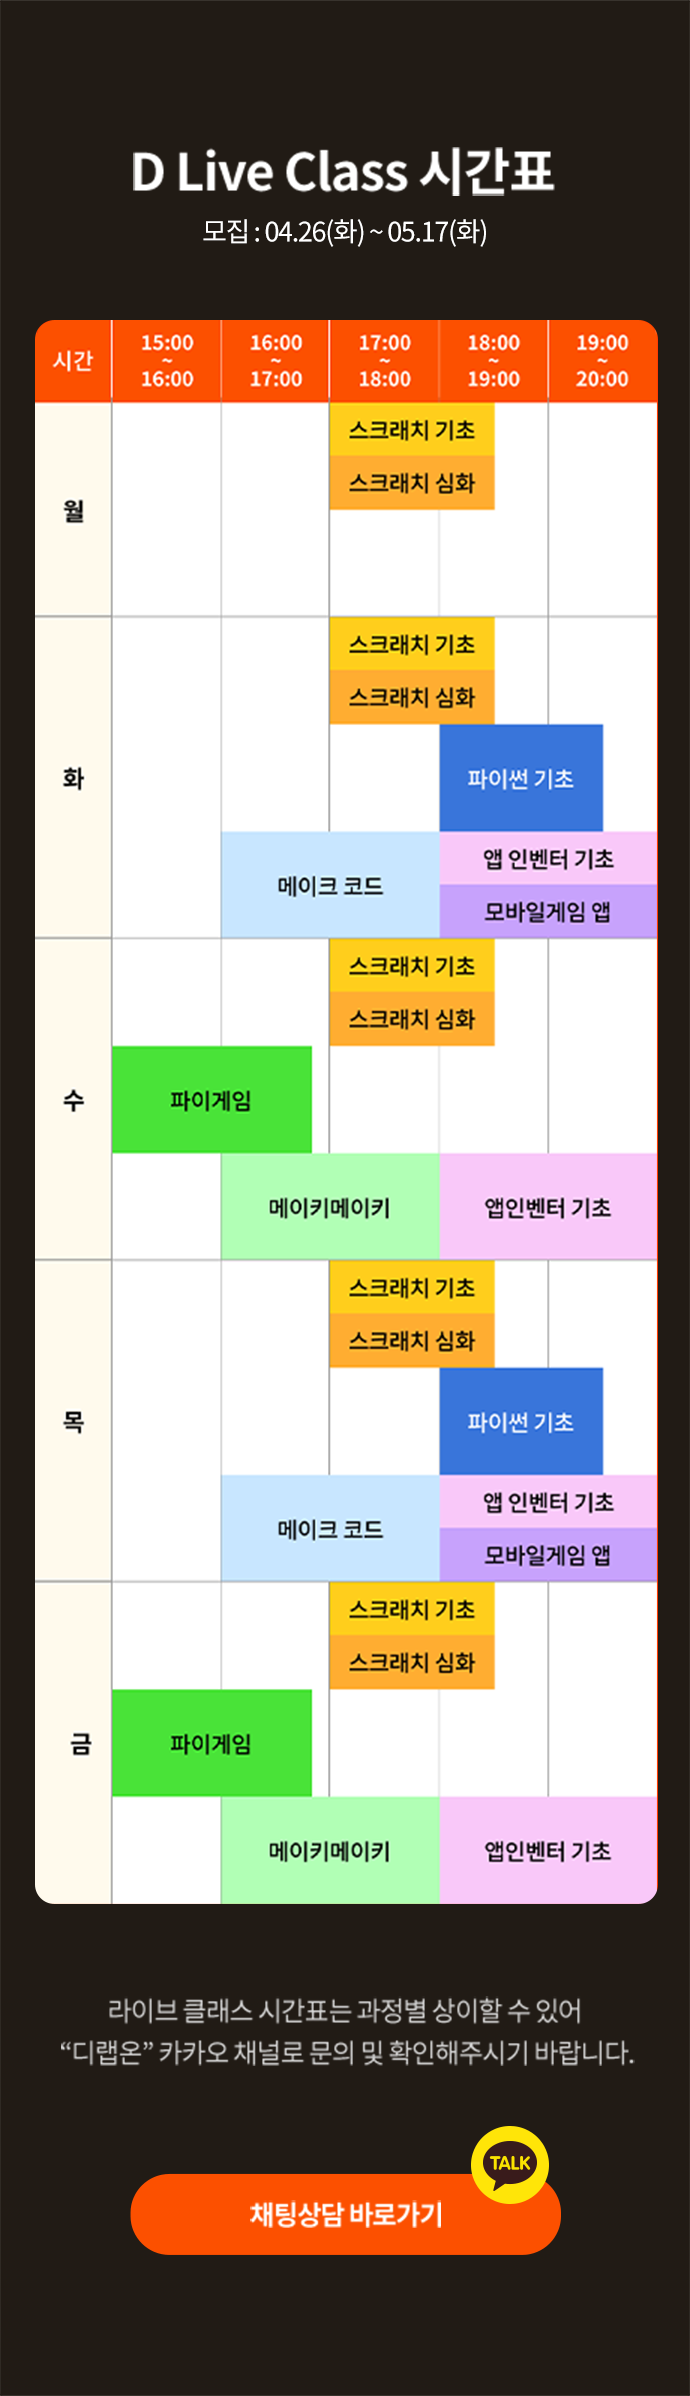 D Live Class 시간표
모집 : 04.26(화) ~ 05.17(화)
시간
15:00
~
16:00
16:00
~
17:00
17:00
~
18:00
18:00
~
19:00
19:00
~
20:00
월
스크래치 기초
스크래치 심화
화
스크래치 기초
스크래치 심화
파이썬 기초
메이크 코드
앱 인벤터 기초
모바일게임 앱
수
스크래치 기초
스크래치 심화
파이게임
메이키메이키
앱인벤터 기초
목
스크래치 기초
스크래치 심화
파이썬 기초
메이크 코드
앱 인벤터 기초
모바일게임 앱
금
스크래치 기초
스크래치 심화
파이게임
메이키메이키
앱인벤터 기초
라이브 클래스 시간표는 과정별 상이할 수 있어
“디랩온” 카카오 채널로 문의 및 확인해주시기 바랍니다.
TALK
채팅상담 바로가기